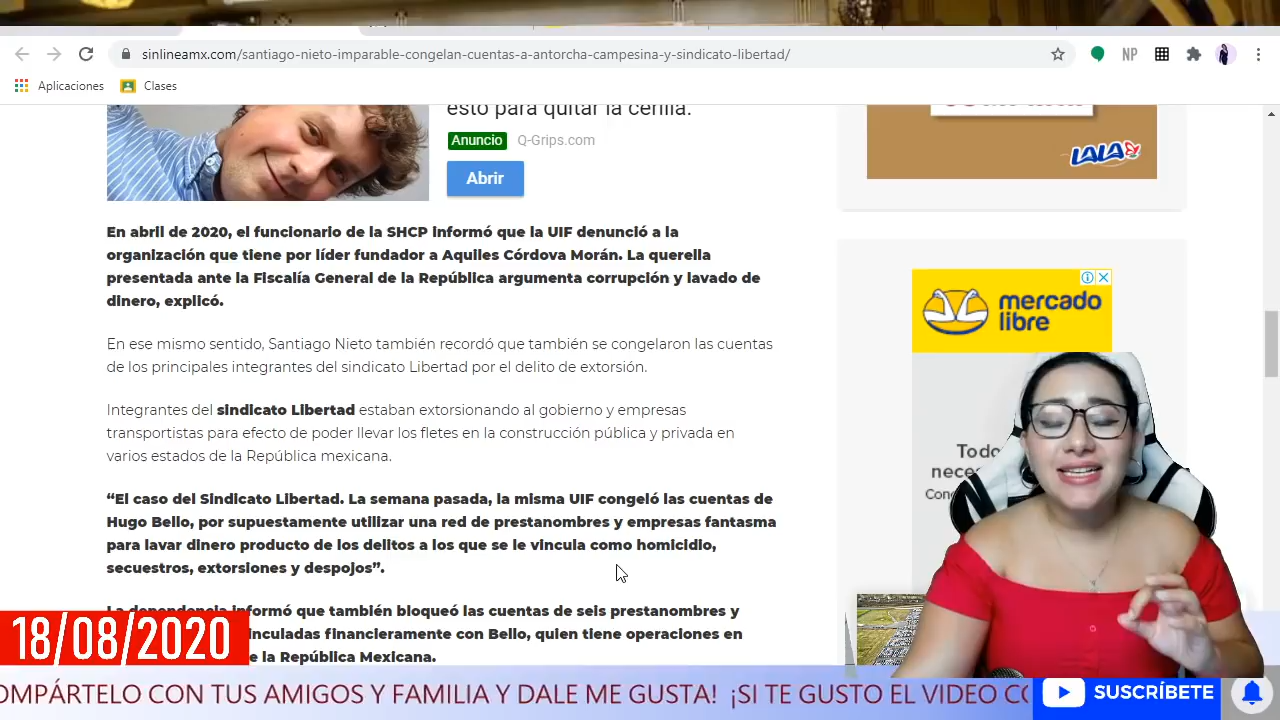 sinlineamx.com/santiago-nieto-imparable-congelan-cuentas-a-antorcha-campesina-y-sindicato-libertad/
NP
Aplicaciones
Clases
esto para quitar la cerilla.
Anuncio
Q-Grips.com
Abrir
LALA
En abril de 2020, el funcionario de la SHCP informó que la UIF denunció a la
organización que tiene por líder fundador a Aquiles Córdova Morán. La querella
presentada ante la Fiscalía General de la República argumenta corrupción y lavado de
dinero, explicó.
En ese mismo sentido, Santiago Nieto también recordó que también se congelaron las cuentas
de los principales integrantes del sindicato Libertad por el delito de extorsión.
Integrantes del sindicato Libertad estaban extorsionando al gobierno y empresas
transportistas para efecto de poder llevar los fletes en la construcción pública y privada en
varios estados de la República mexicana.
“El caso del Sindicato Libertad. La semana pasada, la misma UIF congeló las cuentas de
Hugo Bello, por supuestamente utilizar una red de prestanombres y empresas fantasma
para lavar dinero producto de los delitos a los que se le vincula como homicidio,
secuestros, extorsiones y despojos”.
La dependencia informó que también bloqueó las cuentas de seis prestanombres y
vinculadas financieramente con Bello, quien tiene operaciones en
la República Mexicana.
mercado
libre
18/08/2020
COMPÁRTELO CON TUS AMIGOS Y FAMILIA Y DALE ME GUSTA! ¡SI TE GUSTO EL VIDEO
SUSCRÍBETE